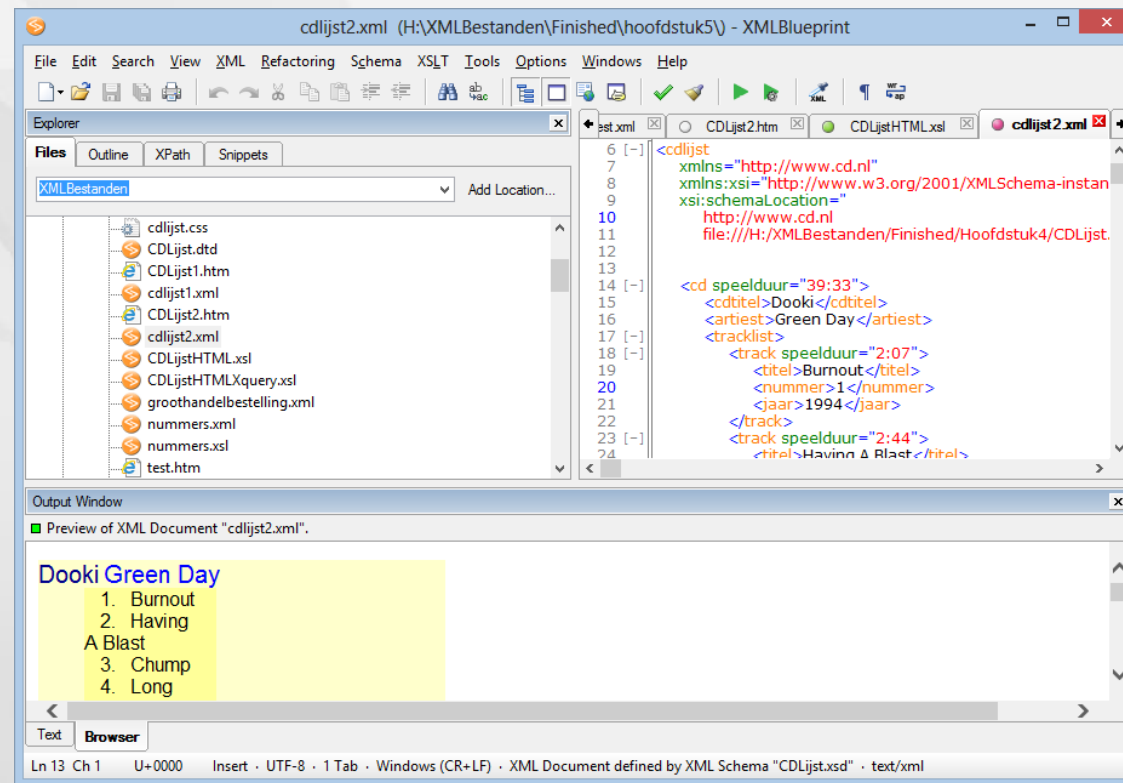 cdlijst2.xml (H:\XMLBestanden\Finished\hoofdstuk5\) - XMLBlueprint
File Edit Search View XML Refactoring Schema XSLT Tools Options Windows Help
Explorer
Files Outline XPath Snippets
XMLBestanden Add Location...
cdlijst.css
CDLijst.dtd
CDLijst1.htm
cdlijst1.xml
CDLijst2.htm
cdlijst2.xml
CDLijstHTML.xsl
CDLijstHTMLXquery.xsl
groothandelbestelling.xml
nummers.xml
nummers.xsl
test.htm
est.xml CDLijst2.htm CDLijstHTML.xsl cdlijst2.xml
6 [-] <cdlijst
7 xmlns="http://www.cd.nl"
8 xmlns:xsi="http://www.w3.org/2001/XMLSchema-instan
9 xsi:schemaLocation="
10 http://www.cd.nl
11 file:///H:/XMLBestanden/Finished/Hoofdstuk4/CDLijst.
12
13
14 [-] <cd speelduur="39:33">
15 <cdtitel>Dooki</cdtitel>
16 <artiest>Green Day</artiest>
17 [-] <tracklist>
18 [-] <track speelduur="2:07">
19 <titel>Burnout</titel>
20 <nummer>1</nummer>
21 <jaar>1994</jaar>
22 </track>
23 [-] <track speelduur="2:44">
24 <titel>Having A Blast</titel>
Output Window
Preview of XML Document "cdlijst2.xml".
Dooki Green Day
1. Burnout
2. Having
A Blast
3. Chump
4. Long
Text Browser
Ln 13 Ch 1 U+0000 Insert · UTF-8 · 1 Tab · Windows (CR+LF) · XML Document defined by XML Schema "CDLijst.xsd" · text/xml